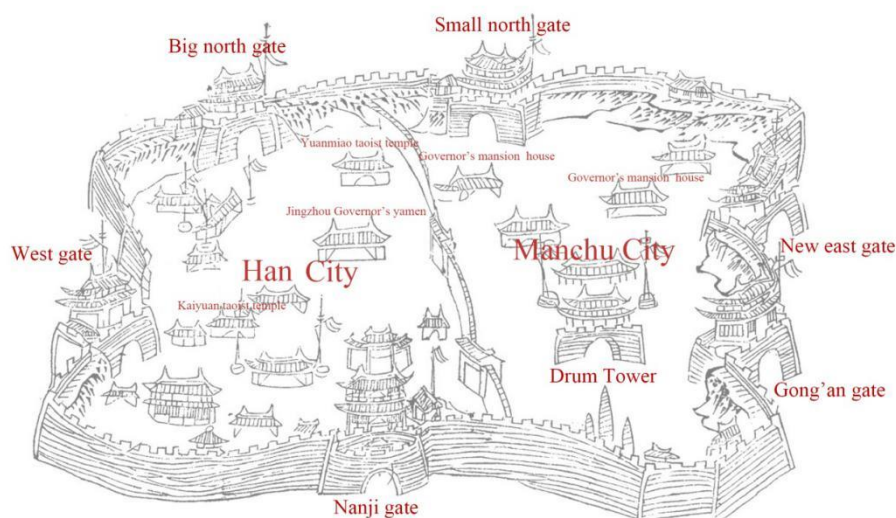 Small north gate
Big north gate
Yuanmiao taoist temple
Governor's mansion house
Governor's mansion house
Jingzhou Governor's yamen
West gate
Han City
Manchu City
New east gate
Kaiyuan taoist temple
Drum Tower
Gong'an gate
Nanji gate